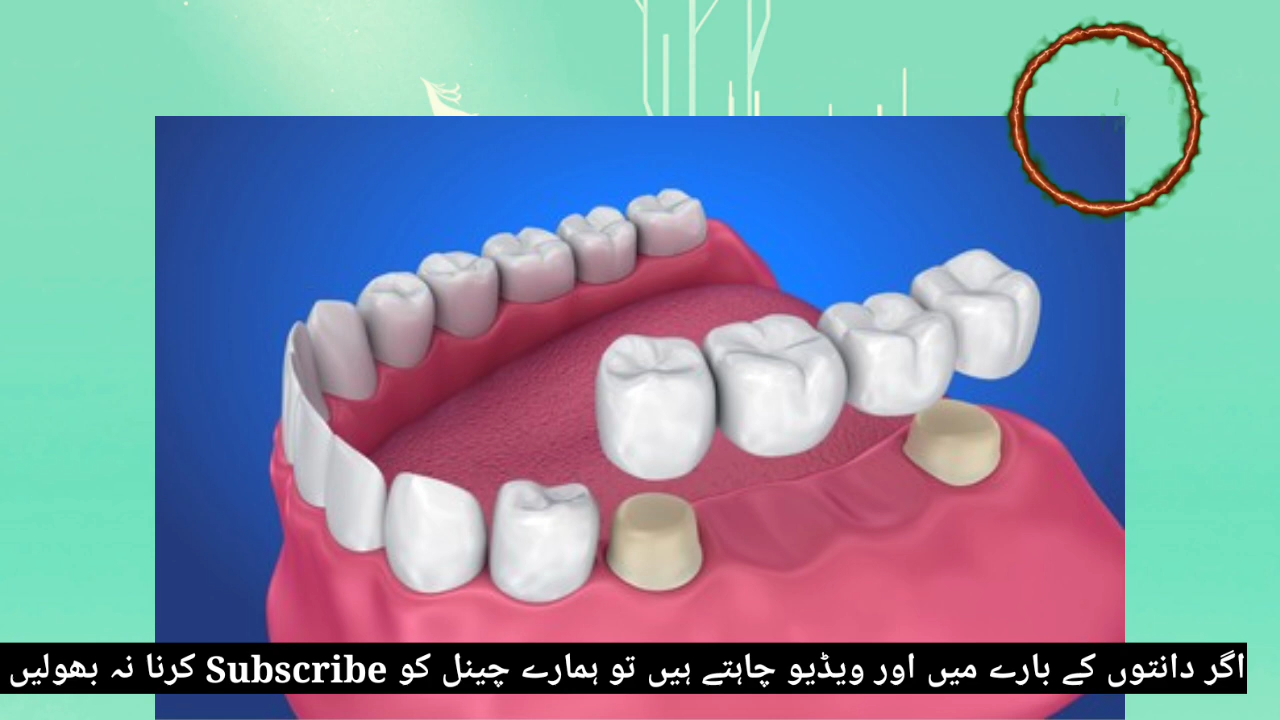 اگر دانتوں کے بارے میں اور ویڈیو چاہتے ہیں تو ہمارے چینل کو Subscribe کرنا نہ بھولیں